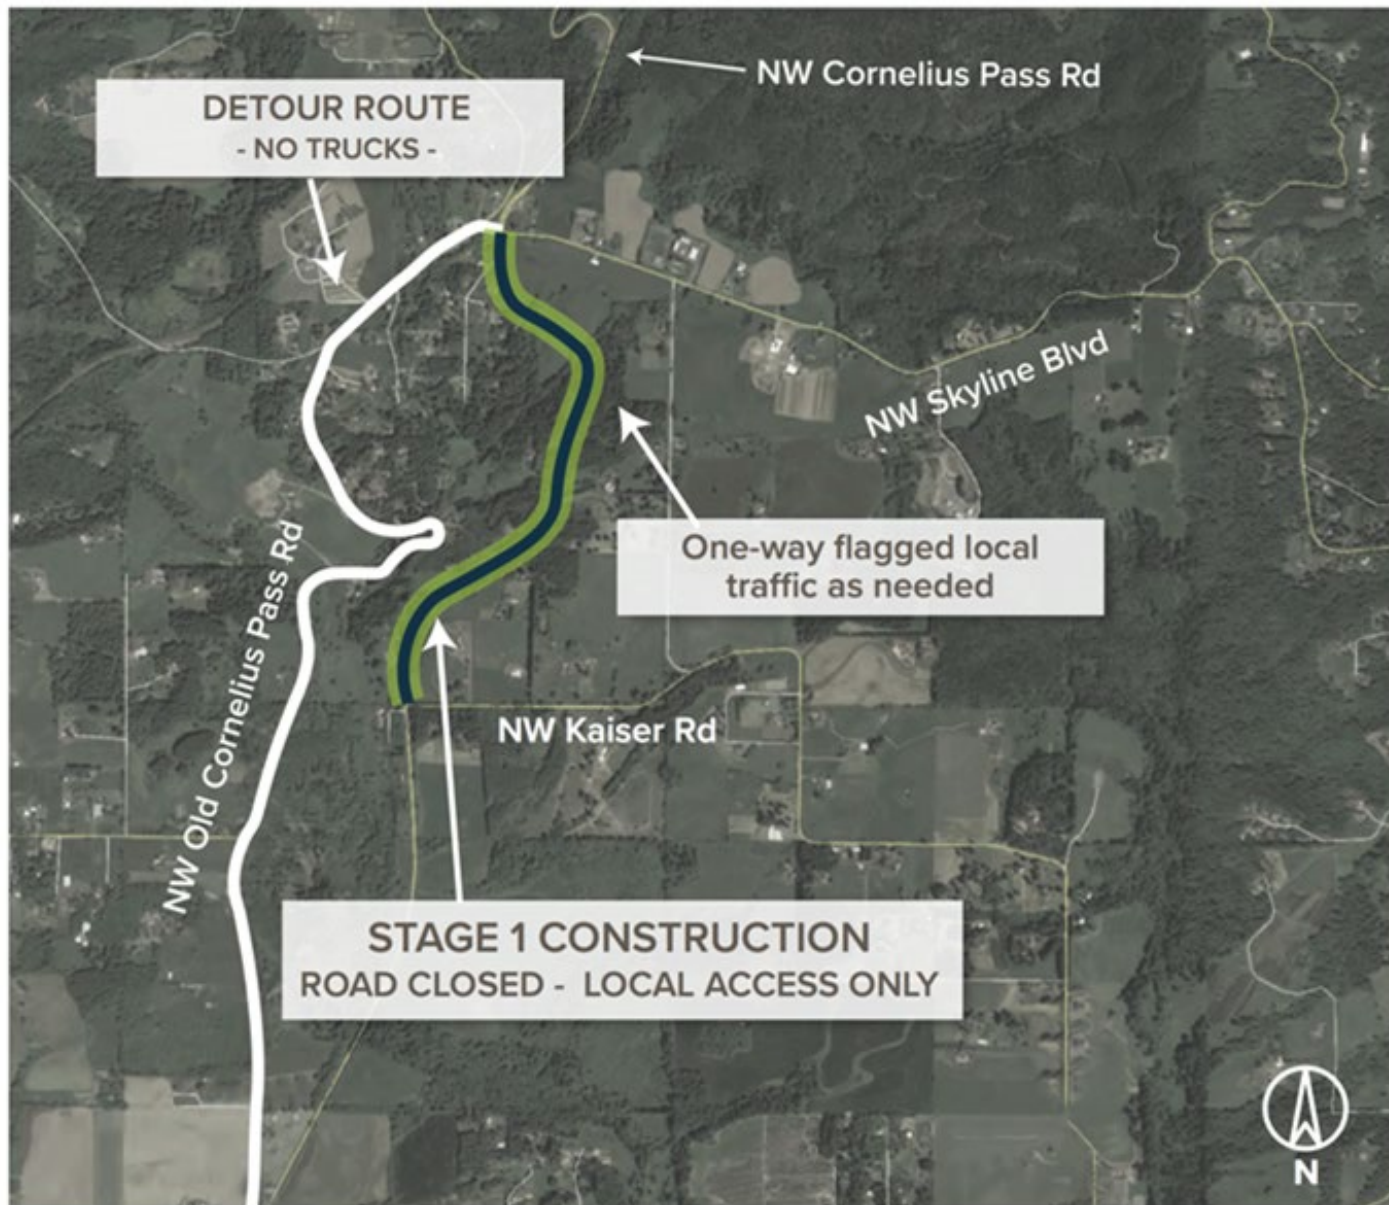 NW Cornelius Pass Rd
DETOUR ROUTE
- NO TRUCKS -
NW Skyline Blvd
One-way flagged local
traffic as needed
NW Old Cornelius Pass Rd
NW Kaiser Rd
STAGE 1 CONSTRUCTION
ROAD CLOSED - LOCAL ACCESS ONLY
N